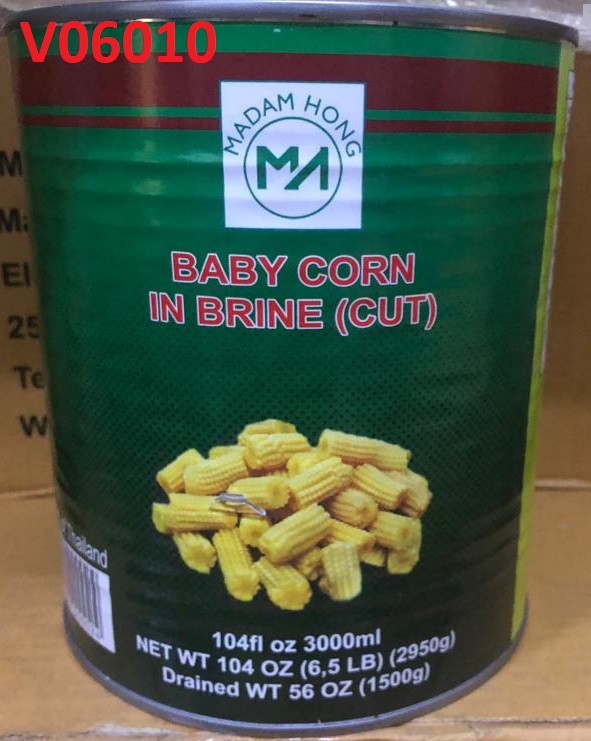 V06010
MADAM HONG
MA
BABY CORN
IN BRINE (CUT)
Thailand
104fl oz 3000ml
NET WT 104 OZ (6,5 LB) (2950g)
Drained WT 56 OZ (1500g)